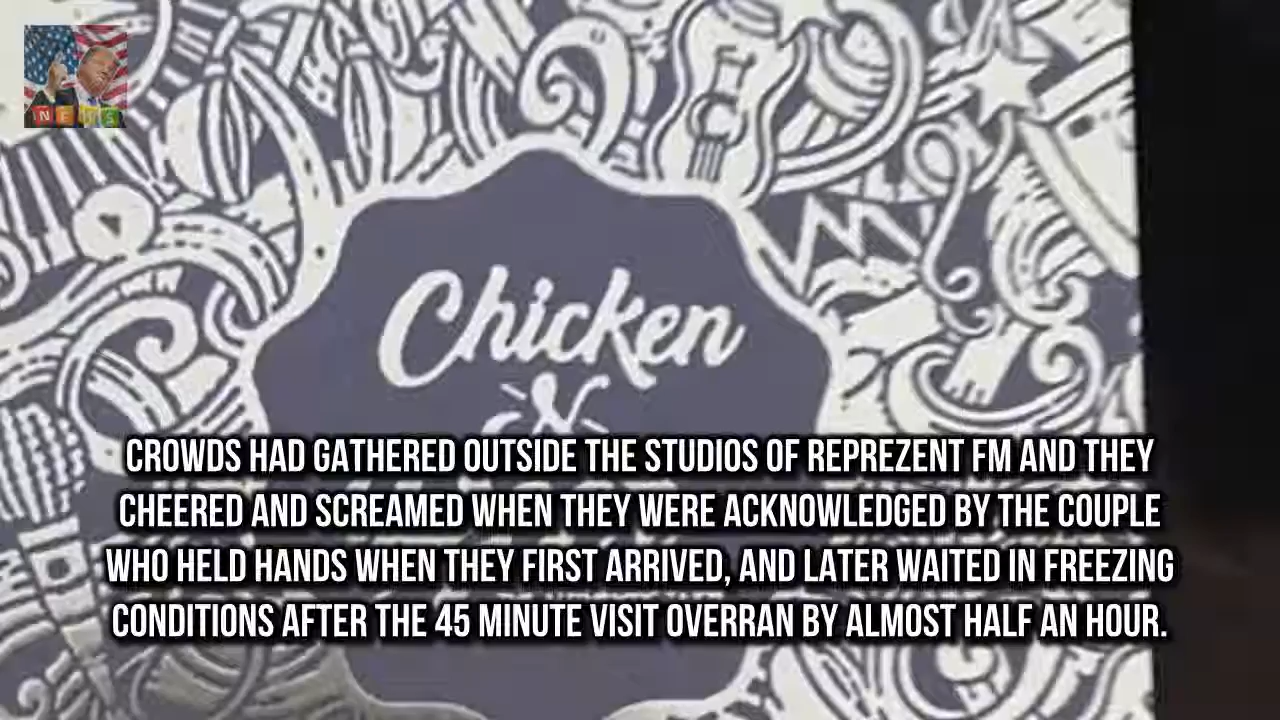 NEWS
Chicken
&
CROWDS HAD GATHERED OUTSIDE THE STUDIOS OF REPREZENT FM AND THEY
CHEERED AND SCREAMED WHEN THEY WERE ACKNOWLEDGED BY THE COUPLE
WHO HELD HANDS WHEN THEY FIRST ARRIVED, AND LATER WAITED IN FREEZING
CONDITIONS AFTER THE 45 MINUTE VISIT OVERRAN BY ALMOST HALF AN HOUR.